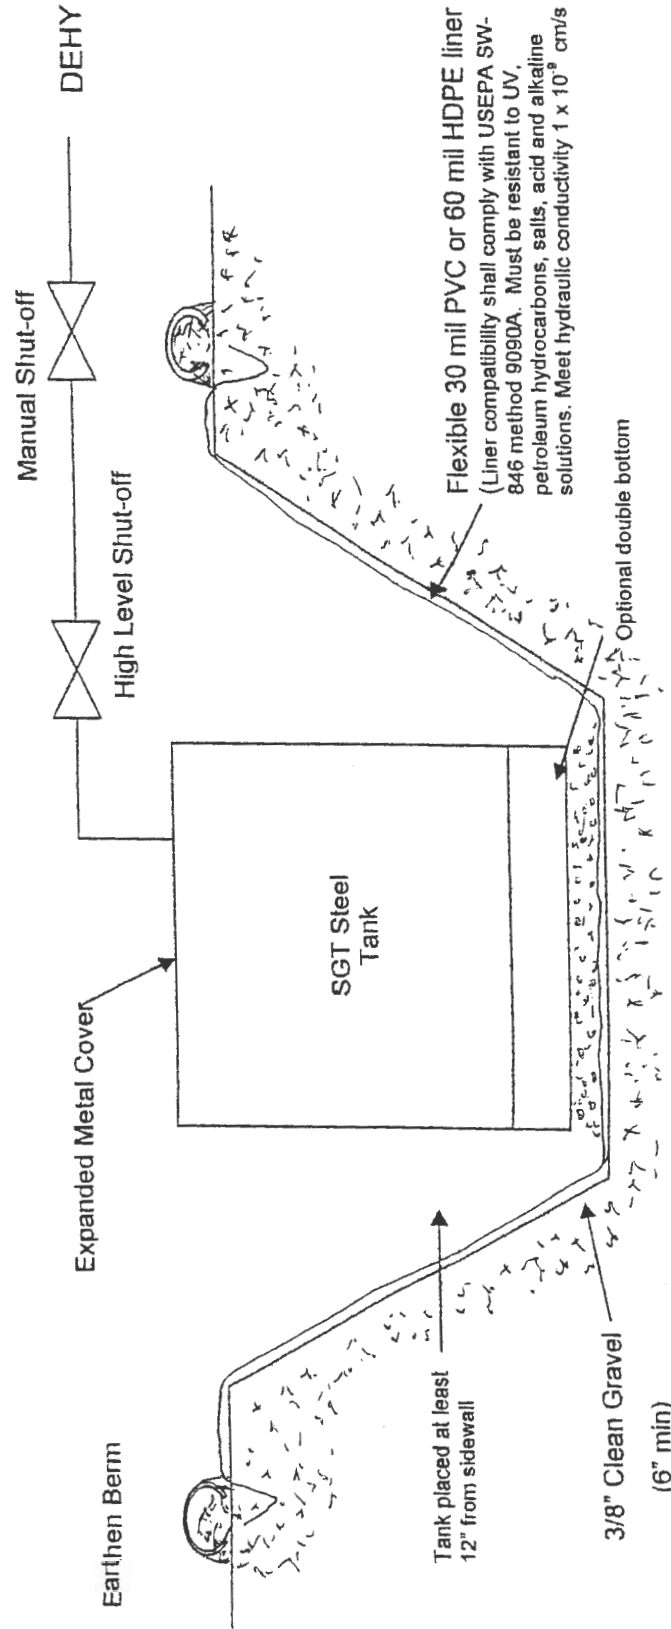 Earthen Berm
Expanded Metal Cover
High Level Shut-off
Manual Shut-off
DEHY
SGT Steel
Tank
Tank placed at least
12" from sidewall
3/8" Clean Gravel
(6" min)
Optional double bottom
Flexible 30 mil PVC or 60 mil HDPE liner
(Liner compatibility shall comply with USEPA SW-
846 method 9090A. Must be resistant to UV,
petroleum hydrocarbons, salts, acid and alkaline
solutions. Meet hydraulic conductivity 1 x 10⁻⁹ cm/s